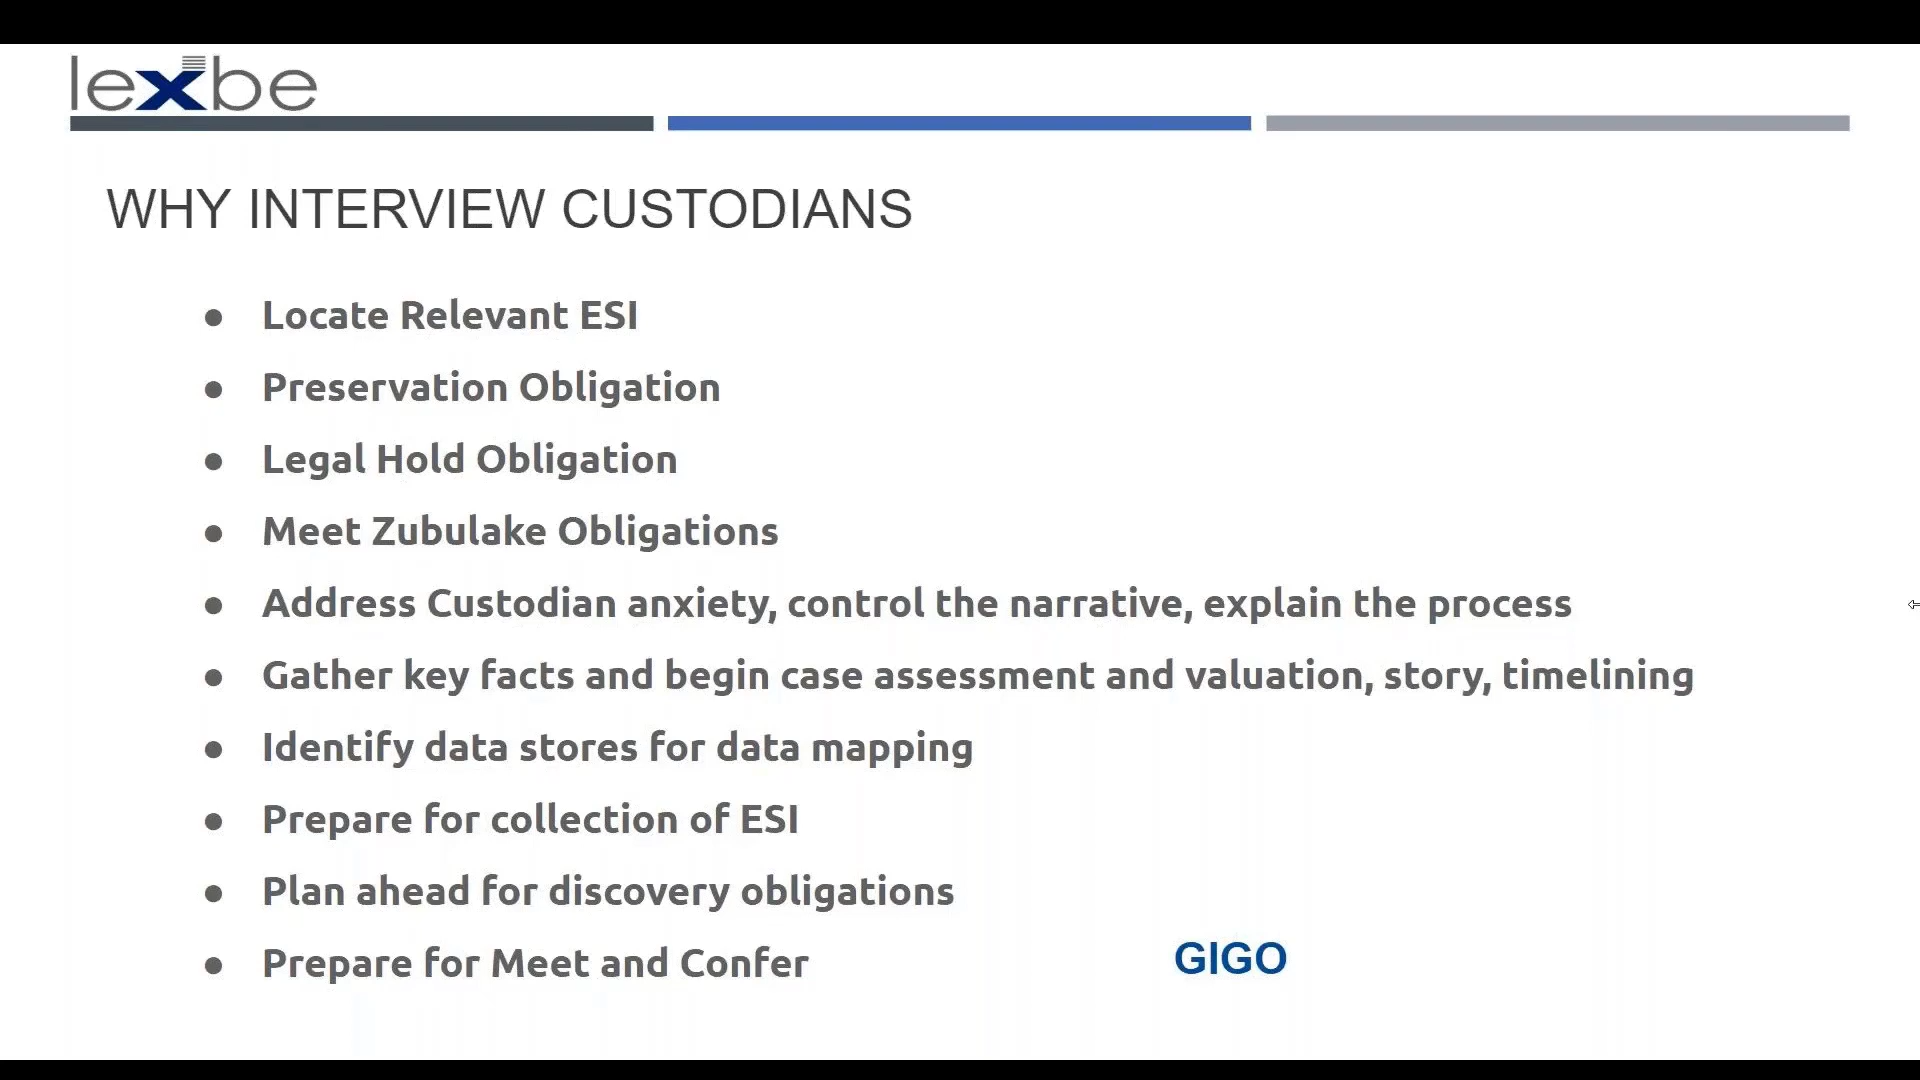 lexbe
WHY INTERVIEW CUSTODIANS
● Locate Relevant ESI
● Preservation Obligation
● Legal Hold Obligation
● Meet Zubulake Obligations
● Address Custodian anxiety, control the narrative, explain the process
● Gather key facts and begin case assessment and valuation, story, timelining
● Identify data stores for data mapping
● Prepare for collection of ESI
● Plan ahead for discovery obligations
● Prepare for Meet and Confer
GIGO